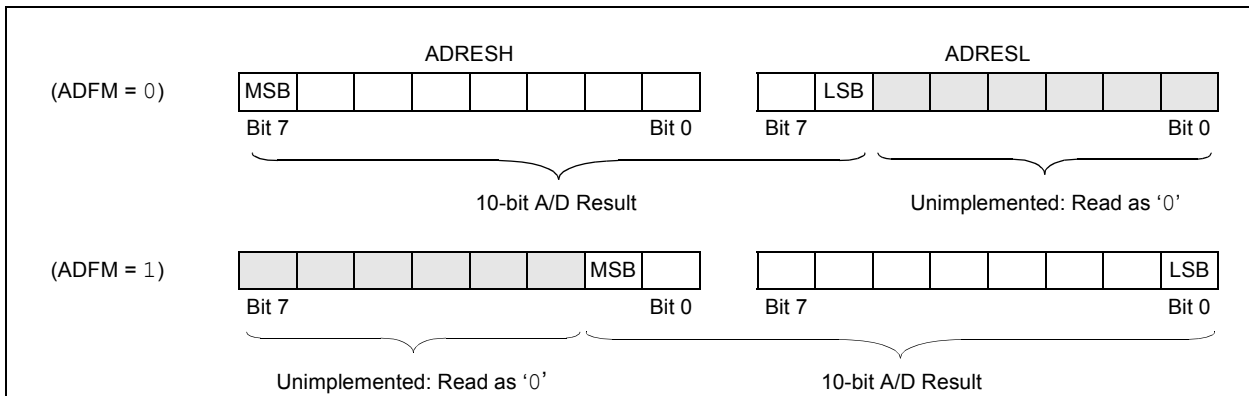 ADRESH ADRESL
(ADFM = 0) MSB LSB
Bit 7 Bit 0 Bit 7 Bit 0
10-bit A/D Result Unimplemented: Read as ‘0’
(ADFM = 1) MSB LSB
Bit 7 Bit 0 Bit 7 Bit 0
Unimplemented: Read as ‘0’ 10-bit A/D Result